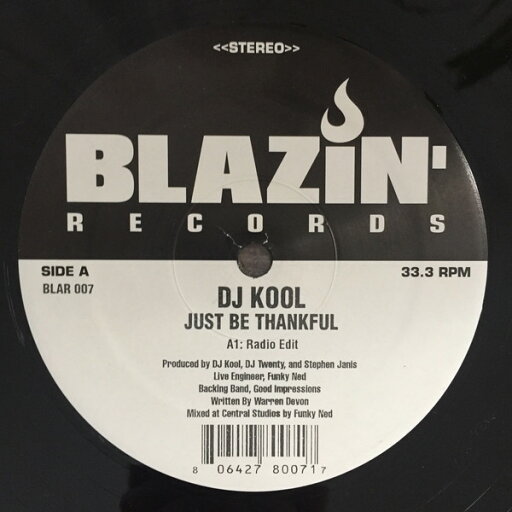 <<STEREO>>
BLAZiN'
RECORDS
SIDE A 33.3 RPM
BLAR 007
DJ KOOL
JUST BE THANKFUL
A1: Radio Edit
Produced by DJ Kool, DJ Twenty, and Stephen Janis
Live Engineer, Funky Ned
Backing Band, Good Impressions
Written By Warren Devon
Mixed at Central Studios by Funky Ned
8 06427 80071 7